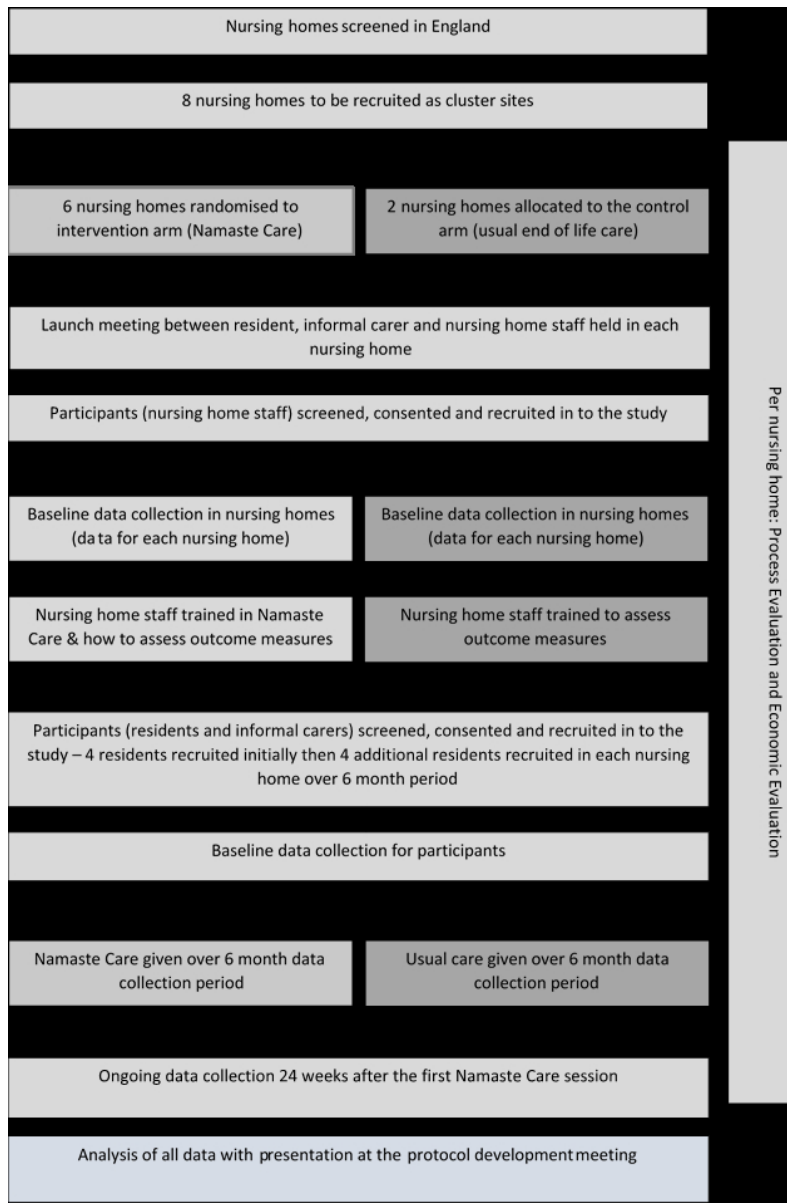 Nursing homes screened in England
8 nursing homes to be recruited as cluster sites
6 nursing homes randomised to
intervention arm (Namaste Care)
2 nursing homes allocated to the control
arm (usual end of life care)
Launch meeting between resident, informal carer and nursing home staff held in each
nursing home
Participants (nursing home staff) screened, consented and recruited in to the study
Baseline data collection in nursing homes
(data for each nursing home)
Baseline data collection in nursing homes
(data for each nursing home)
Nursing home staff trained in Namaste
Care & how to assess outcome measures
Nursing home staff trained to assess
outcome measures
Participants (residents and informal carers) screened, consented and recruited in to the
study – 4 residents recruited initially then 4 additional residents recruited in each nursing
home over 6 month period
Baseline data collection for participants
Namaste Care given over 6 month data
collection period
Usual care given over 6 month data
collection period
Ongoing data collection 24 weeks after the first Namaste Care session
Analysis of all data with presentation at the protocol development meeting
Per nursing home: Process Evaluation and Economic Evaluation